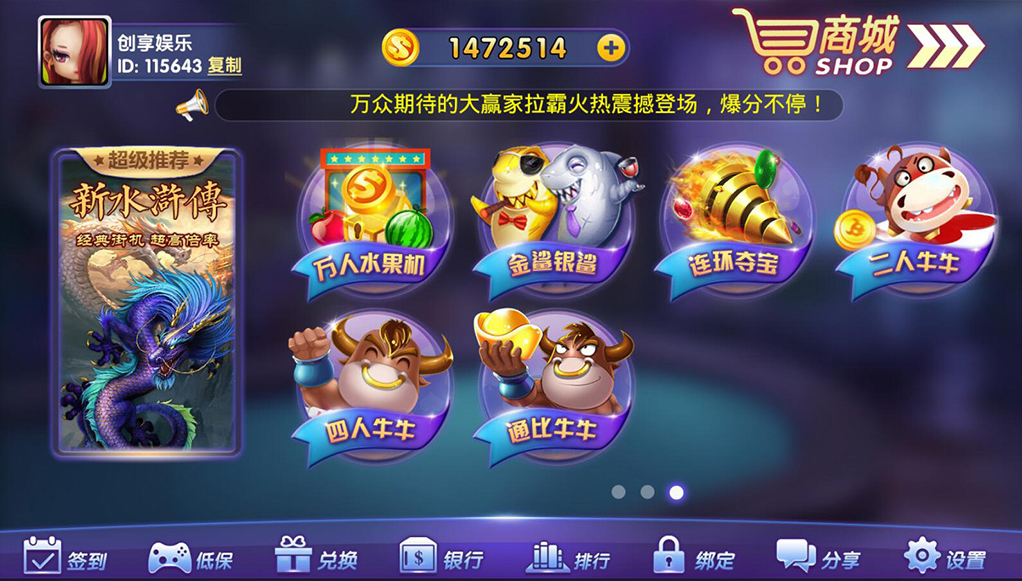 创享娱乐
ID: 115643 复制
1472514
商城
SHOP
万众期待的大赢家拉霸火热震撼登场，爆分不停！
超级推荐
新水滸傳
经典街机 超高倍率
万人水果机
金鲨银鲨
连环夺宝
二人牛牛
四人牛牛
通比牛牛
签到
低保
兑换
银行
排行
绑定
分享
设置